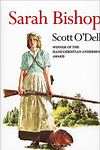 Sarah Bishop
Scott O'Dell
WINNER OF THE
HANS CHRISTIAN ANDERSEN
AWARD